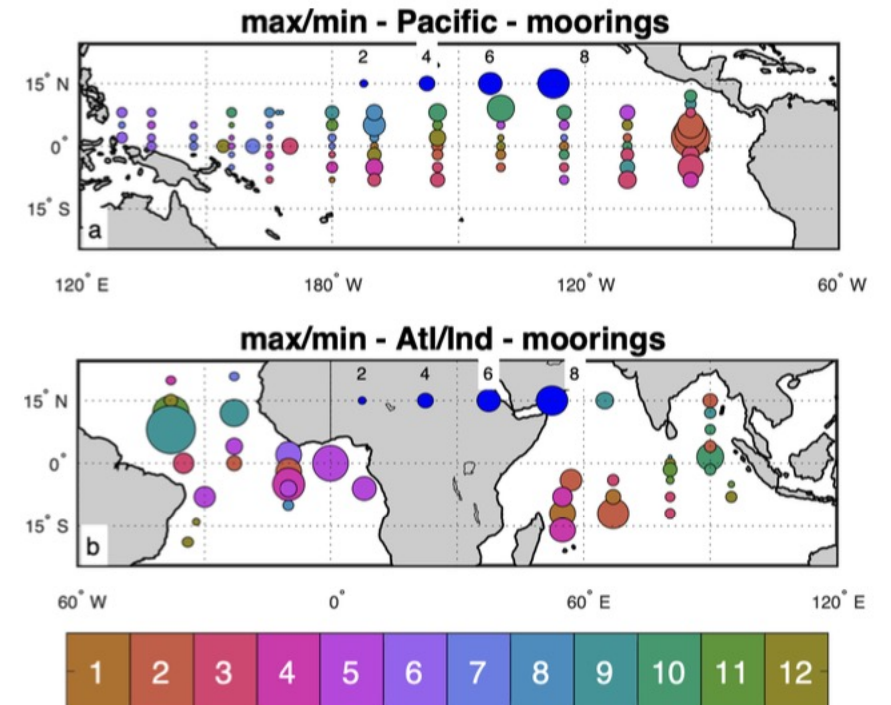 max/min - Pacific - moorings
2 4 6 8
15° N
0°
15° S
a
120° E 180° W 120° W 60° W
max/min - Atl/Ind - moorings
2 4 6 8
15° N
0°
15° S
b
60° W 0° 60° E 120° E
1 2 3 4 5 6 7 8 9 10 11 12